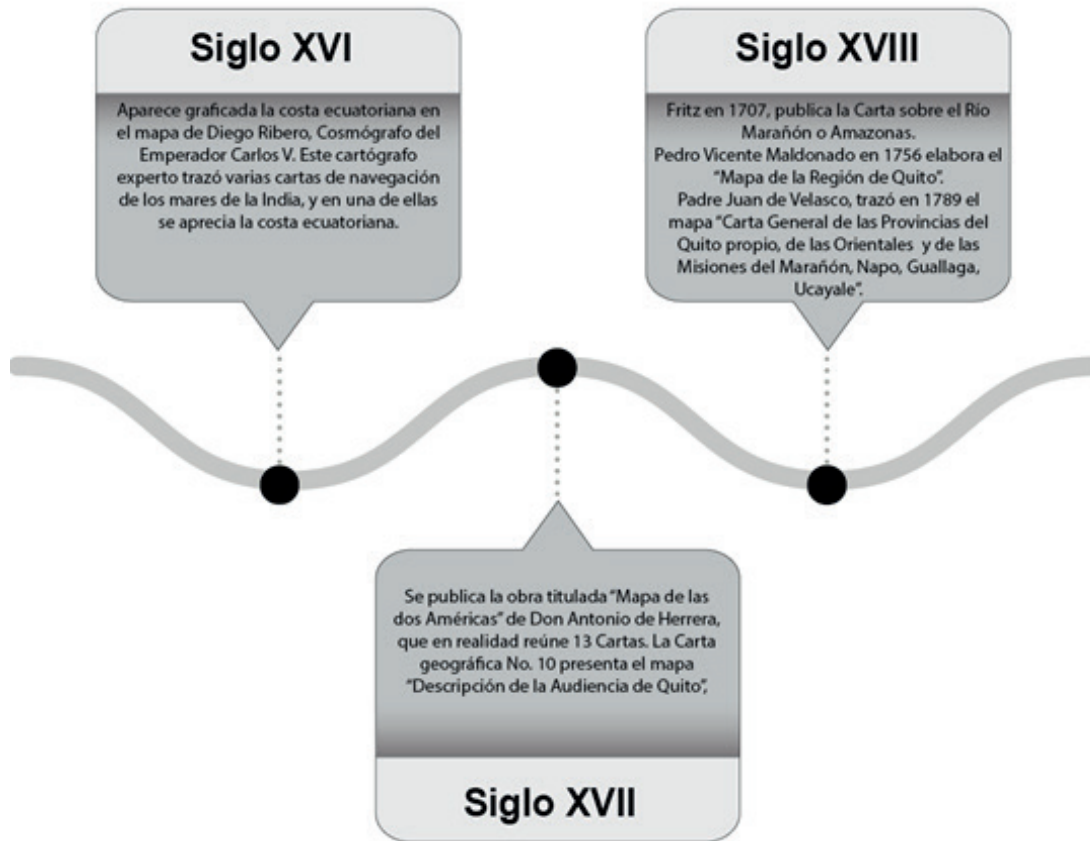 Siglo XVI
Aparece graficada la costa ecuatoriana en
el mapa de Diego Ribero, Cosmógrafo del
Emperador Carlos V. Este cartógrafo
experto trazó varias cartas de navegación
de los mares de la India, y en una de ellas
se aprecia la costa ecuatoriana.
Siglo XVIII
Fritz en 1707, publica la Carta sobre el Río
Marañón o Amazonas.
Pedro Vicente Maldonado en 1756 elabora el
"Mapa de la Región de Quito".
Padre Juan de Velasco, trazó en 1789 el
mapa "Carta General de las Provincias del
Quito propio, de las Orientales y de las
Misiones del Marañón, Napo, Guallaga,
Ucayale".
Se publica la obra titulada "Mapa de las
dos Américas" de Don Antonio de Herrera,
que en realidad reúne 13 Cartas. La Carta
geográfica No. 10 presenta el mapa
"Descripción de la Audiencia de Quito",
Siglo XVII